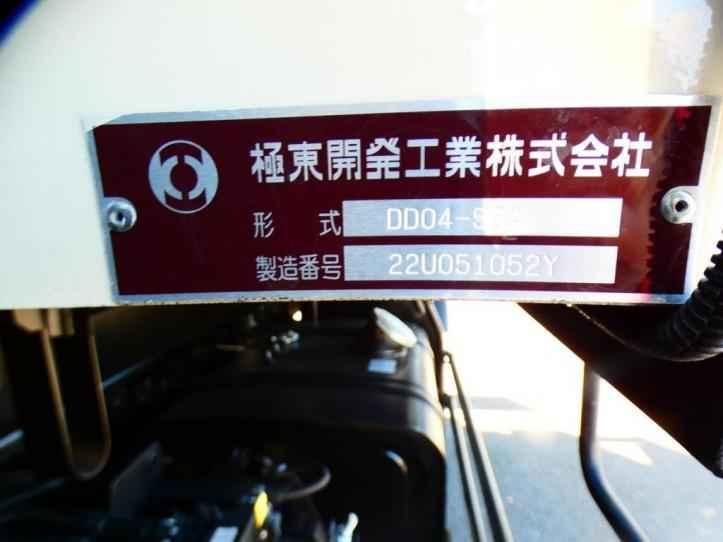 極東開発工業株式会社
形 式 DD04-
製造番号 22U051052Y